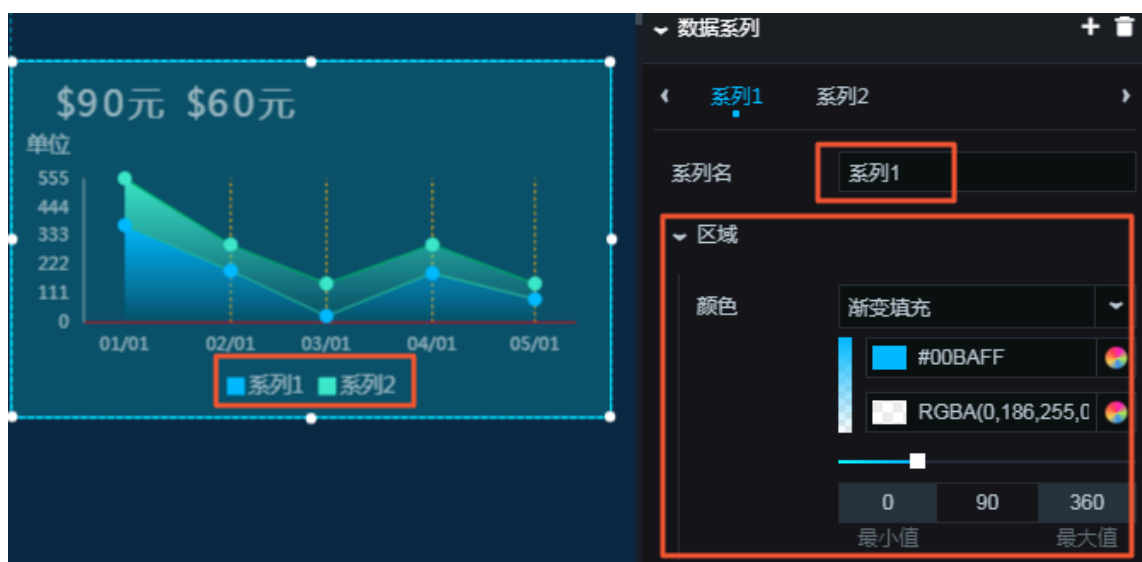 $90元 $60元
单位
555
444
333
222
111
0
01/01 02/01 03/01 04/01 05/01
系列1 系列2
数据系列
系列1 系列2
系列名 系列1
区域
颜色 渐变填充
#00BAFF
RGBA(0,186,255,0
0 90 360
最小值 最大值